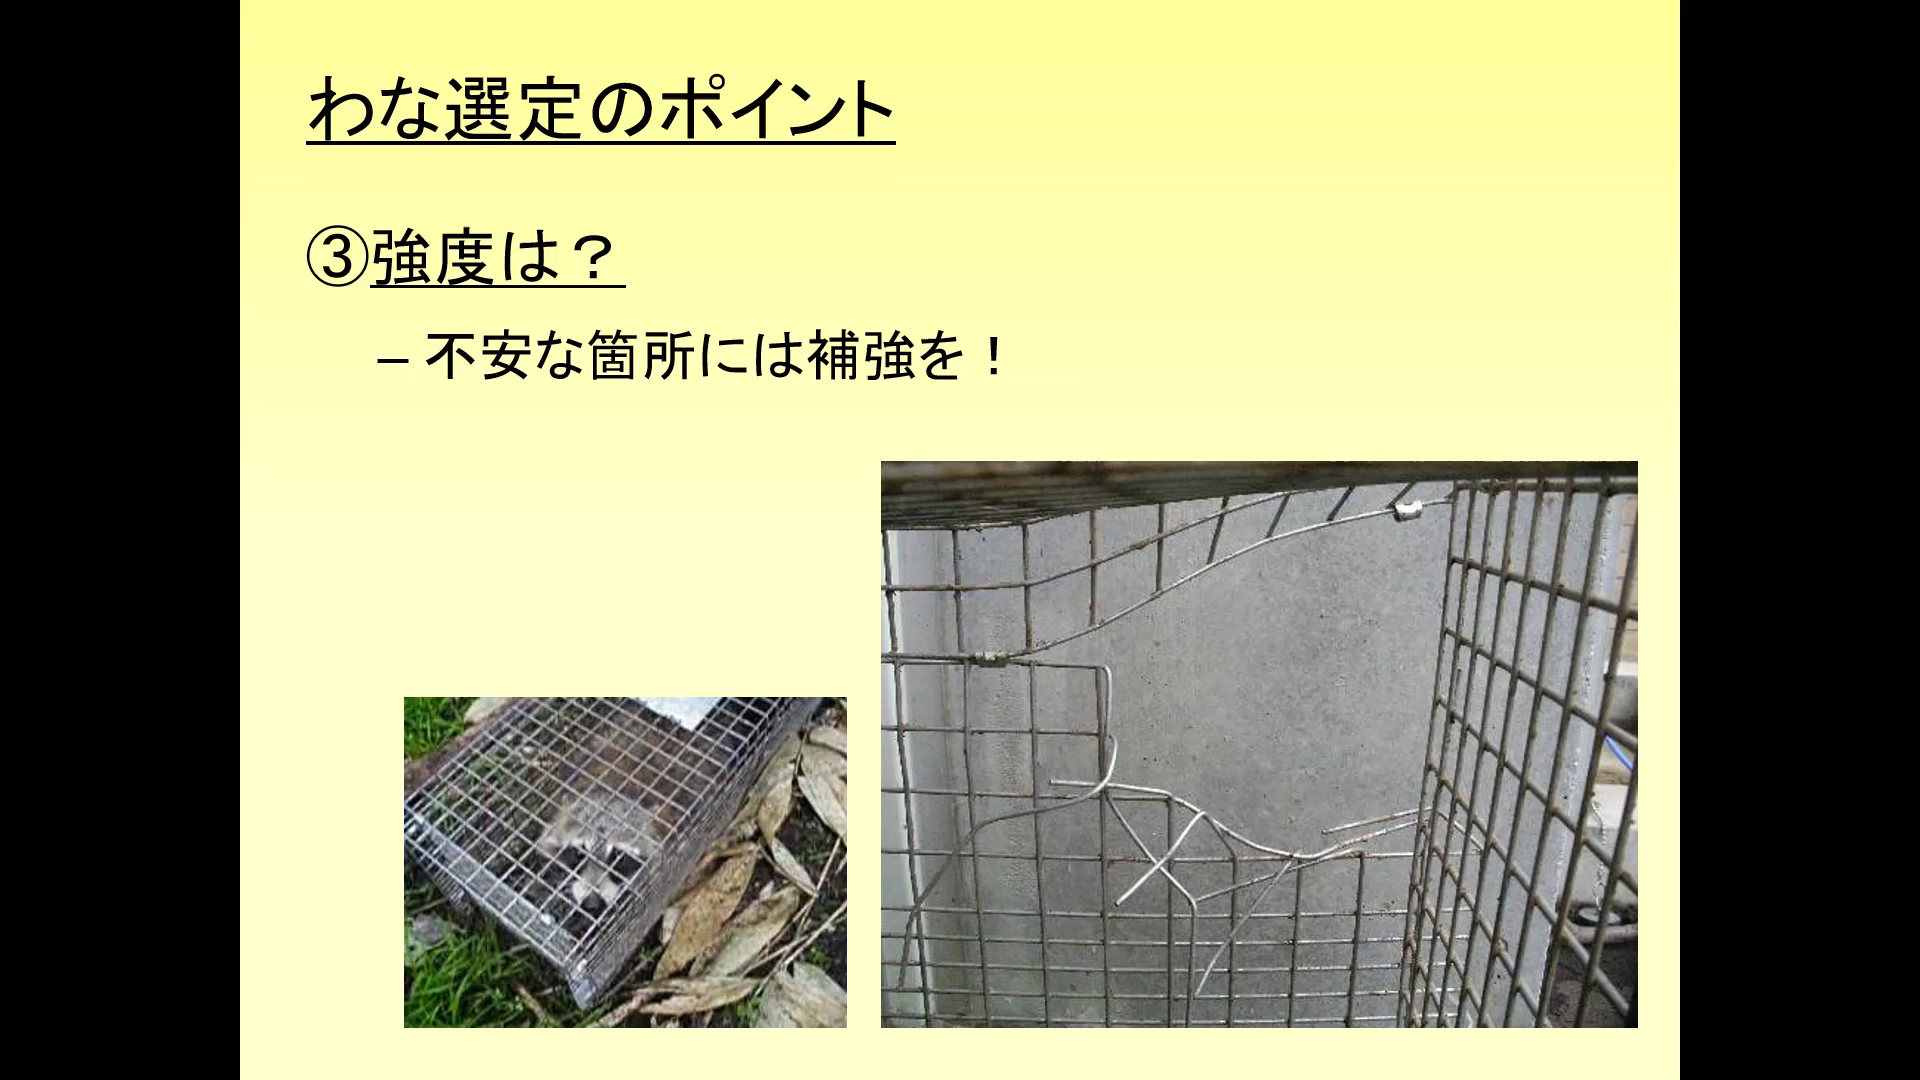 わな選定のポイント
③強度は？
– 不安な箇所には補強を！